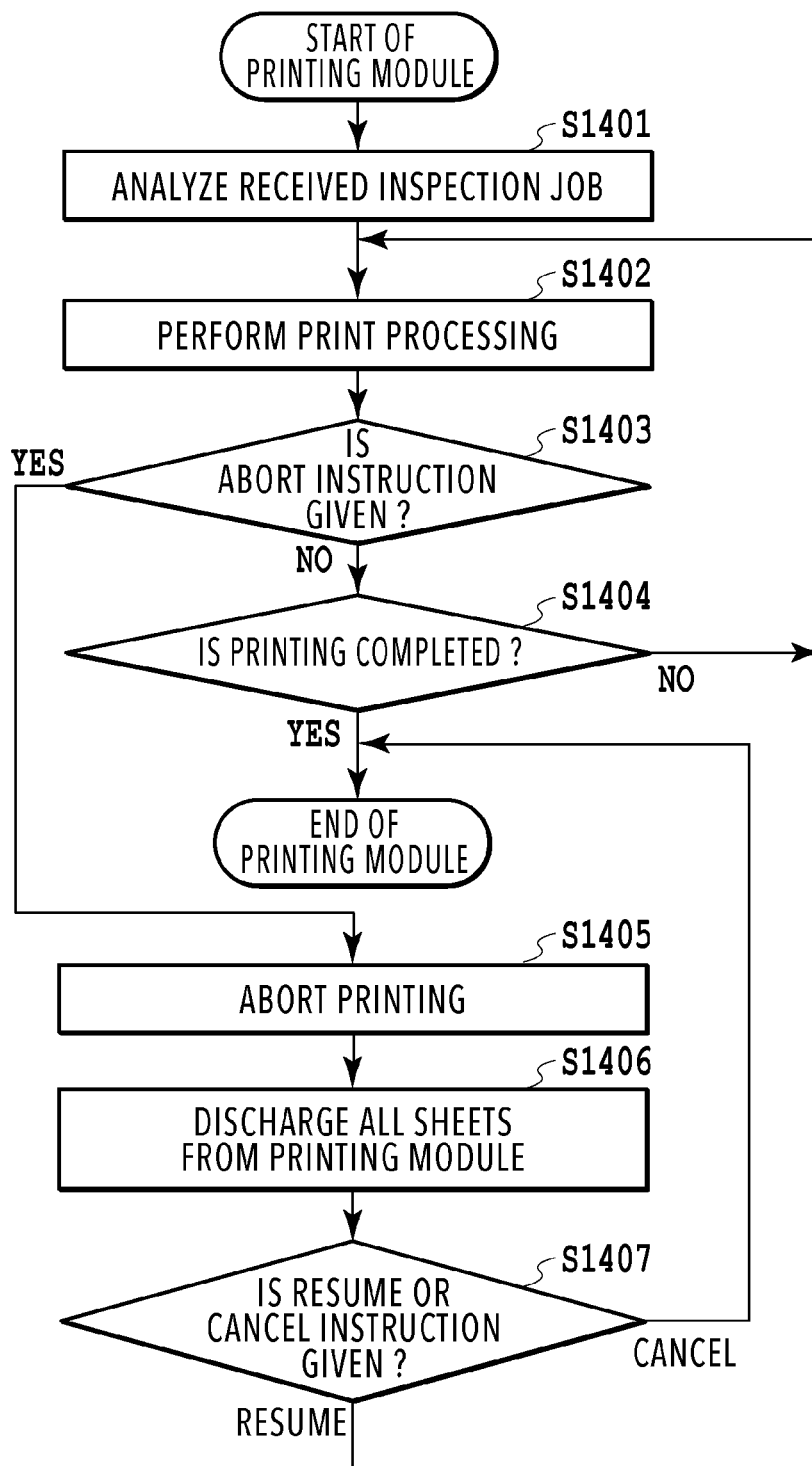 START OF
PRINTING MODULE
S1401
ANALYZE RECEIVED INSPECTION JOB
S1402
PERFORM PRINT PROCESSING
S1403
IS
ABORT INSTRUCTION
GIVEN ?
YES
NO
S1404
IS PRINTING COMPLETED ?
NO
YES
END OF
PRINTING MODULE
S1405
ABORT PRINTING
S1406
DISCHARGE ALL SHEETS
FROM PRINTING MODULE
S1407
IS RESUME OR
CANCEL INSTRUCTION
GIVEN ?
CANCEL
RESUME